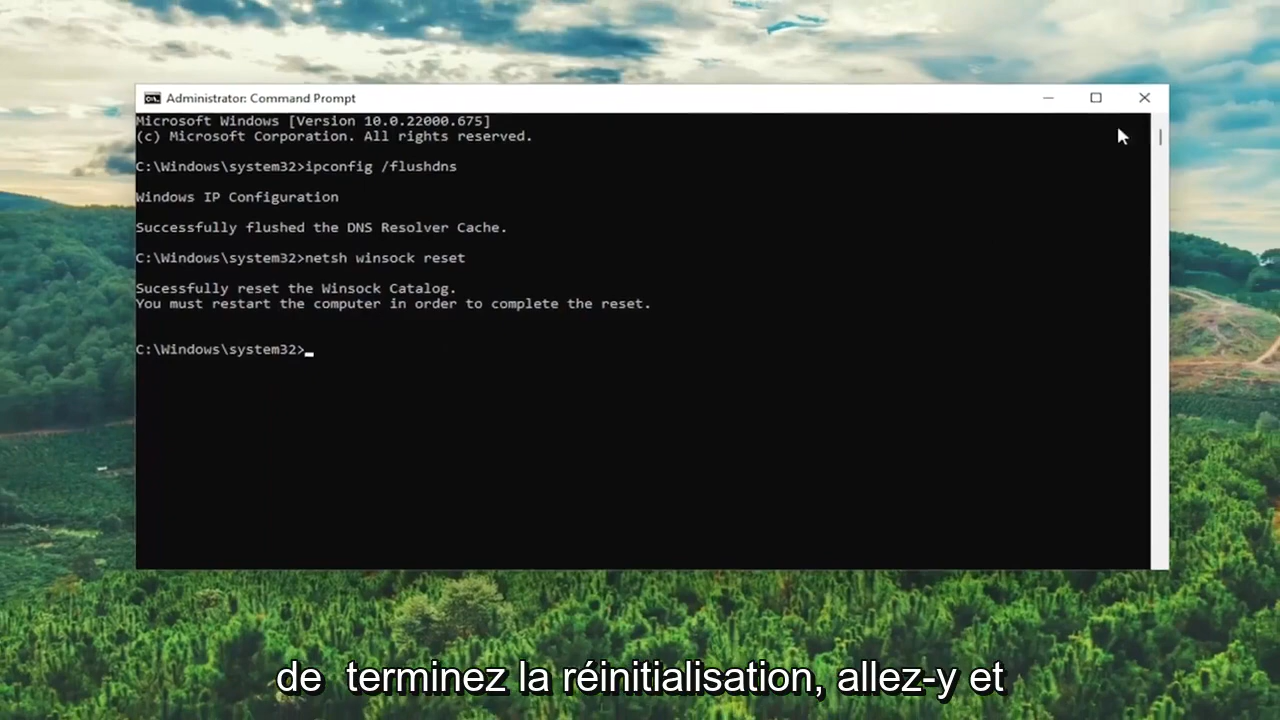 Administrator: Command Prompt
Microsoft Windows [Version 10.0.22000.675]
(c) Microsoft Corporation. All rights reserved.
C:\Windows\system32>ipconfig /flushdns
Windows IP Configuration
Successfully flushed the DNS Resolver Cache.
C:\Windows\system32>netsh winsock reset
Sucessfully reset the Winsock Catalog.
You must restart the computer in order to complete the reset.
C:\Windows\system32>
de  terminez la réinitialisation, allez-y et